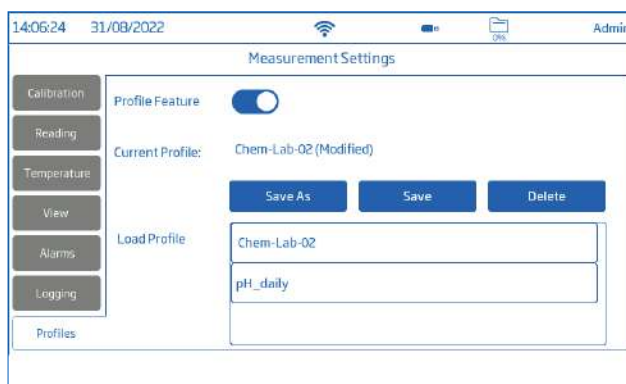 14:06:24 31/08/2022 Admin
Measurement Settings
Calibration
Profile Feature
Reading
Current Profile: Chem-Lab-02 (Modified)
Temperature
Save As Save Delete
View
Load Profile
Chem-Lab-02
Alarms
pH_daily
Logging
Profiles